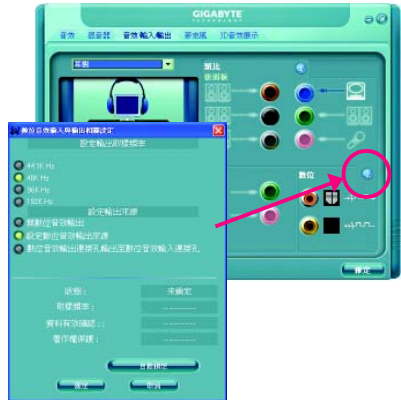 GIGABYTE
TECHNOLOGY
音效 混音器 音效輸入/輸出 麥克風 3D音效展示
耳機
類比
後面板
數位
確定
數位音效輸入與輸出相關設定
設定輸出取樣頻率
44.1K Hz
48K Hz
96K Hz
192K Hz
設定輸出來源
關數位音效輸出
設定數位音效輸出來源
數位音效輸出連接孔輸出至數位音效輸入連接孔
狀態: 未鎖定
取樣頻率: ------------
資料有效確認:: ------------
著作權保護: ------------
自動鎖定
確定 取消